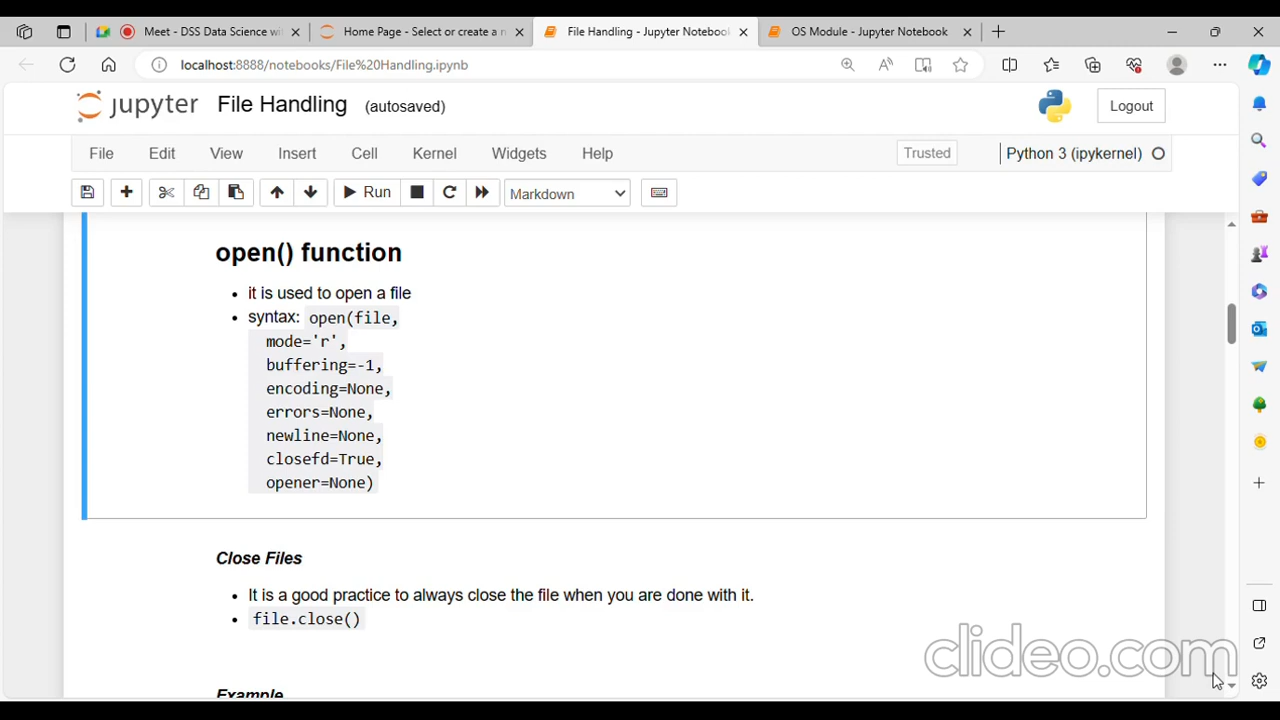 Meet - DSS Data Science wi
Home Page - Select or create a n
File Handling - Jupyter Notebook
OS Module - Jupyter Notebook
localhost:8888/notebooks/File%20Handling.ipynb
jupyter File Handling (autosaved)
Logout
File Edit View Insert Cell Kernel Widgets Help
Trusted
Python 3 (ipykernel)
Run
Markdown
open() function
it is used to open a file
syntax: open(file,
mode='r',
buffering=-1,
encoding=None,
errors=None,
newline=None,
closefd=True,
opener=None)
Close Files
It is a good practice to always close the file when you are done with it.
file.close()
clideo.com
Example